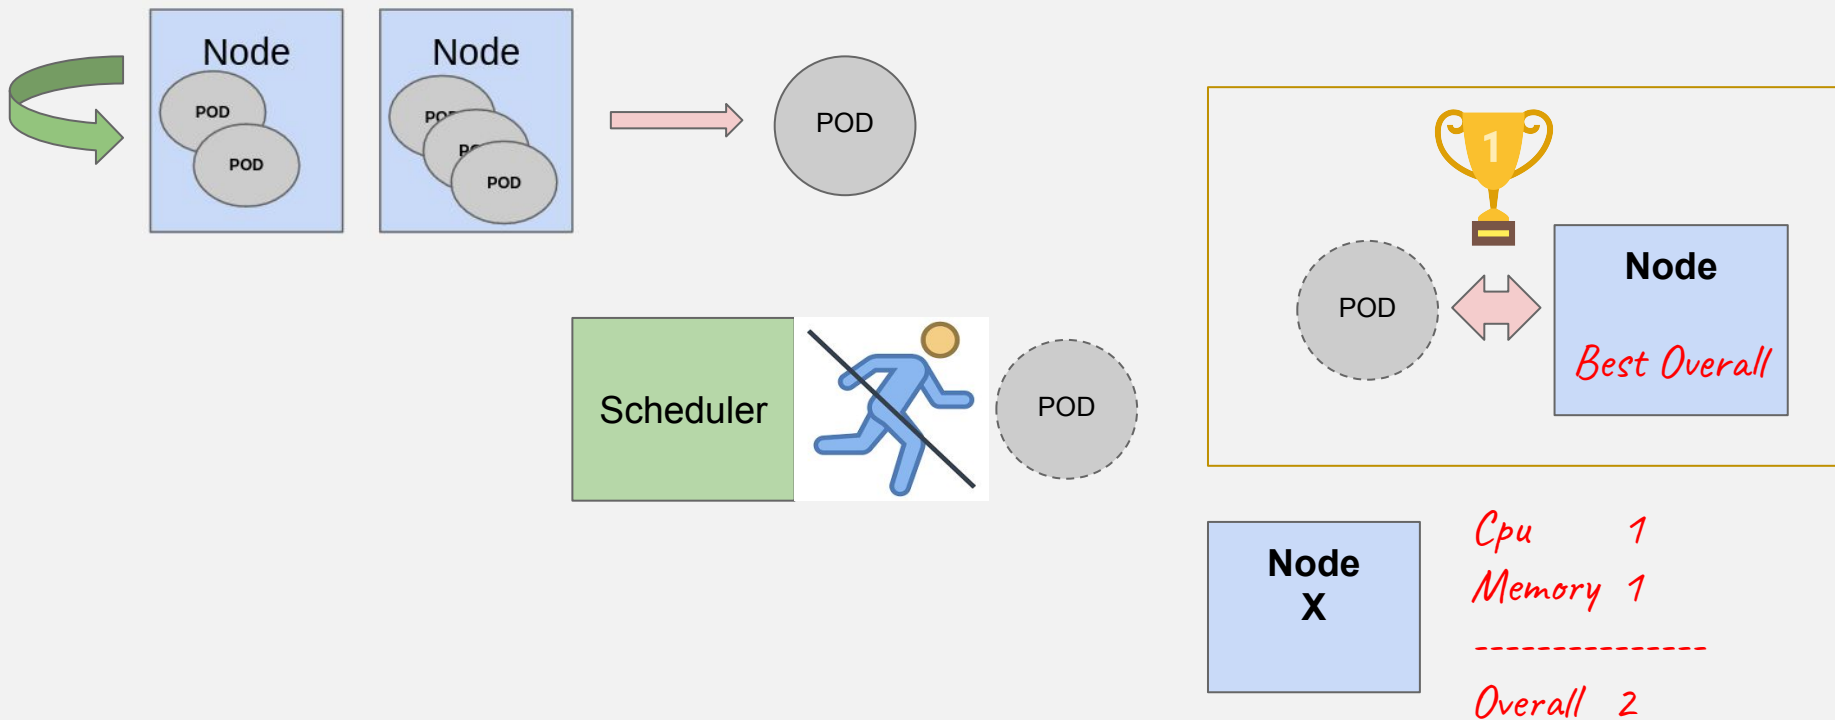 Node
POD
POD
Node
POD
POD
POD
1
Scheduler
POD
POD
Node
Best Overall
Node
X
Cpu 1
Memory 1
---------------
Overall 2